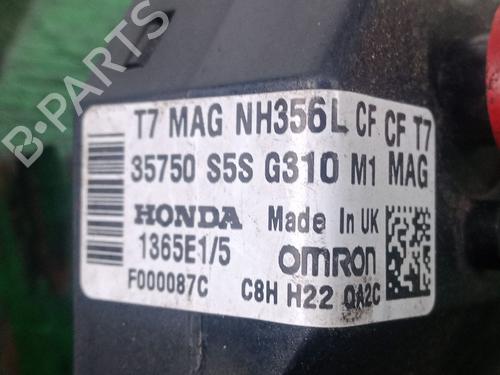 T7 MAG NH356L CF CF T7
35750 S5S G310 M1 MAG
HONDA Made In UK
1365E1/5 OMRON
F000087C C8H H22 0A2C
B-PARTS